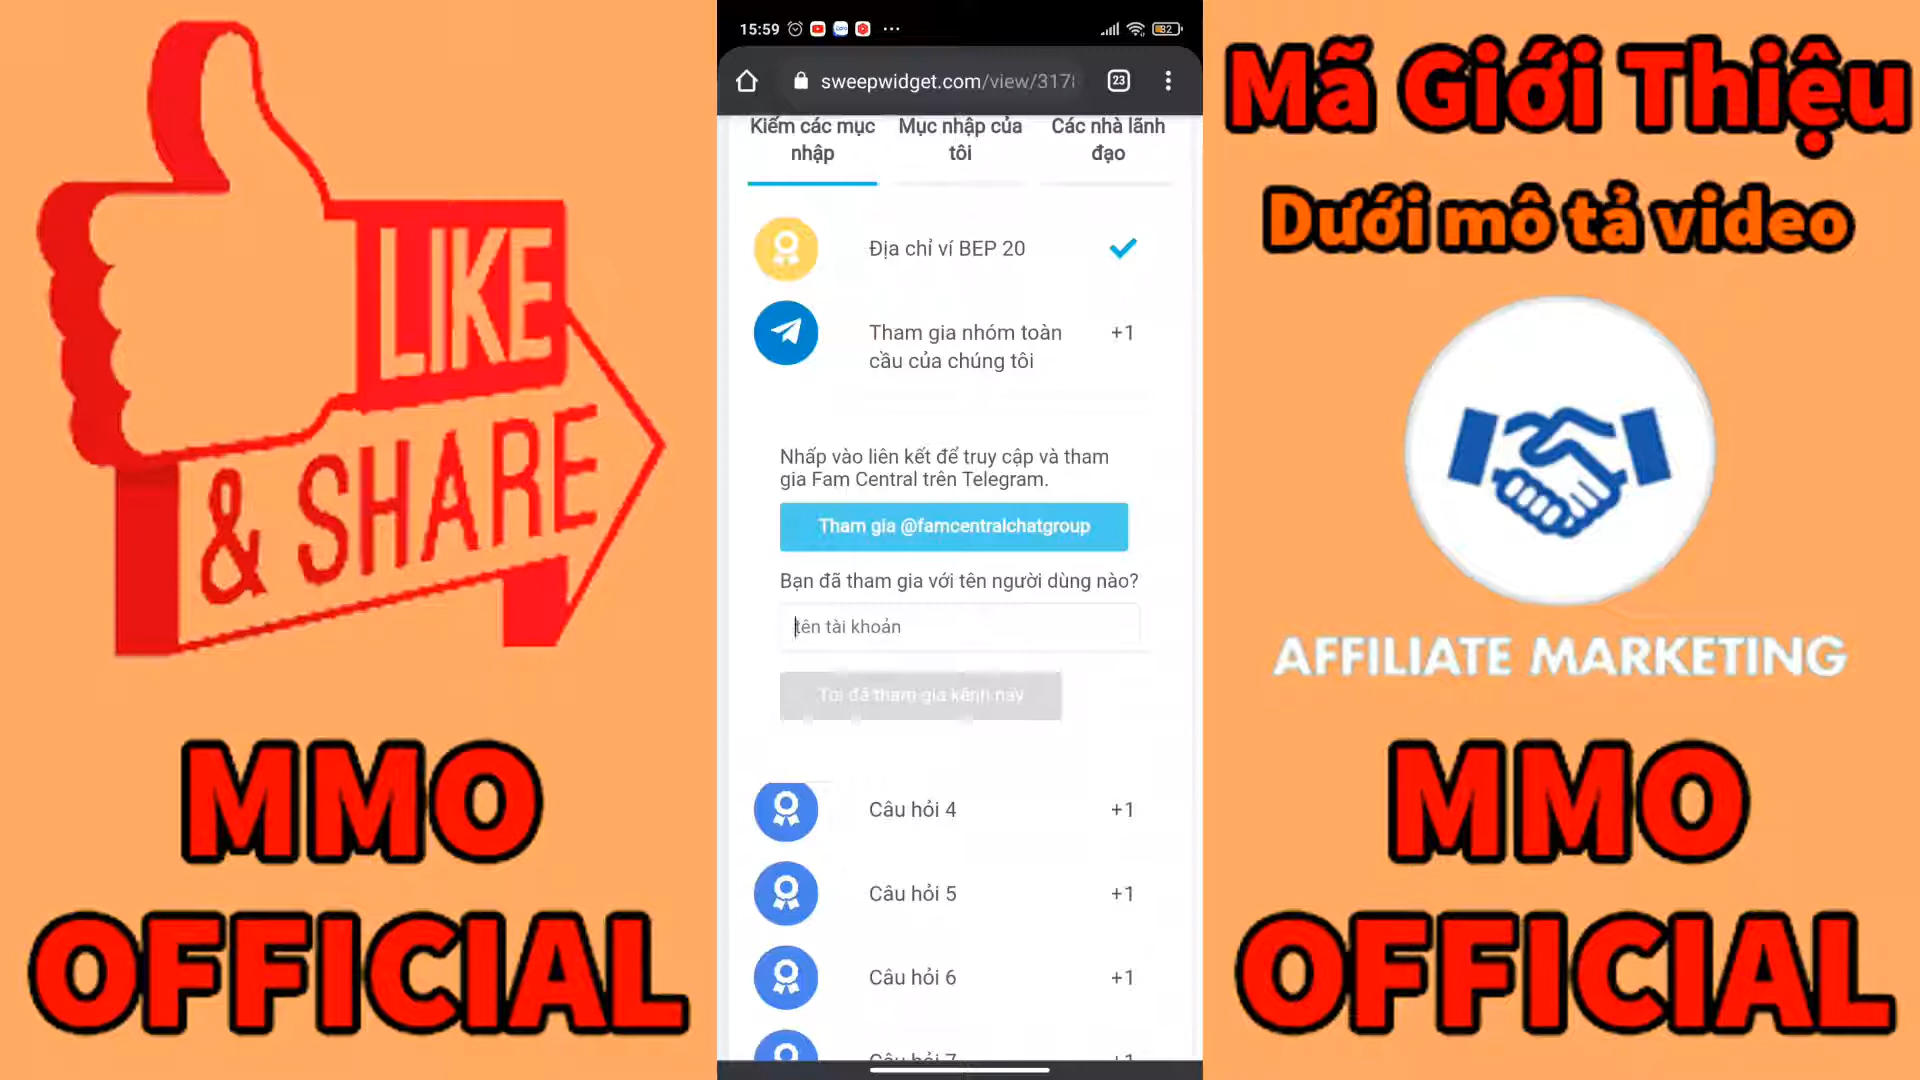 LIKE
& SHARE
MMO
OFFICIAL
15:59
82
sweepwidget.com/view/317
23
Kiếm các mục nhập
Mục nhập của tôi
Các nhà lãnh đạo
Địa chỉ ví BEP 20
Tham gia nhóm toàn
cầu của chúng tôi
+1
Nhấp vào liên kết để truy cập và tham
gia Fam Central trên Telegram.
Tham gia @famcentralchatgroup
Bạn đã tham gia với tên người dùng nào?
tên tài khoản
Tôi đã tham gia kênh này
Câu hỏi 4
+1
Câu hỏi 5
+1
Câu hỏi 6
+1
Câu hỏi 7
+1
Mã Giới Thiệu
Dưới mô tả video
AFFILIATE MARKETING
MMO
OFFICIAL